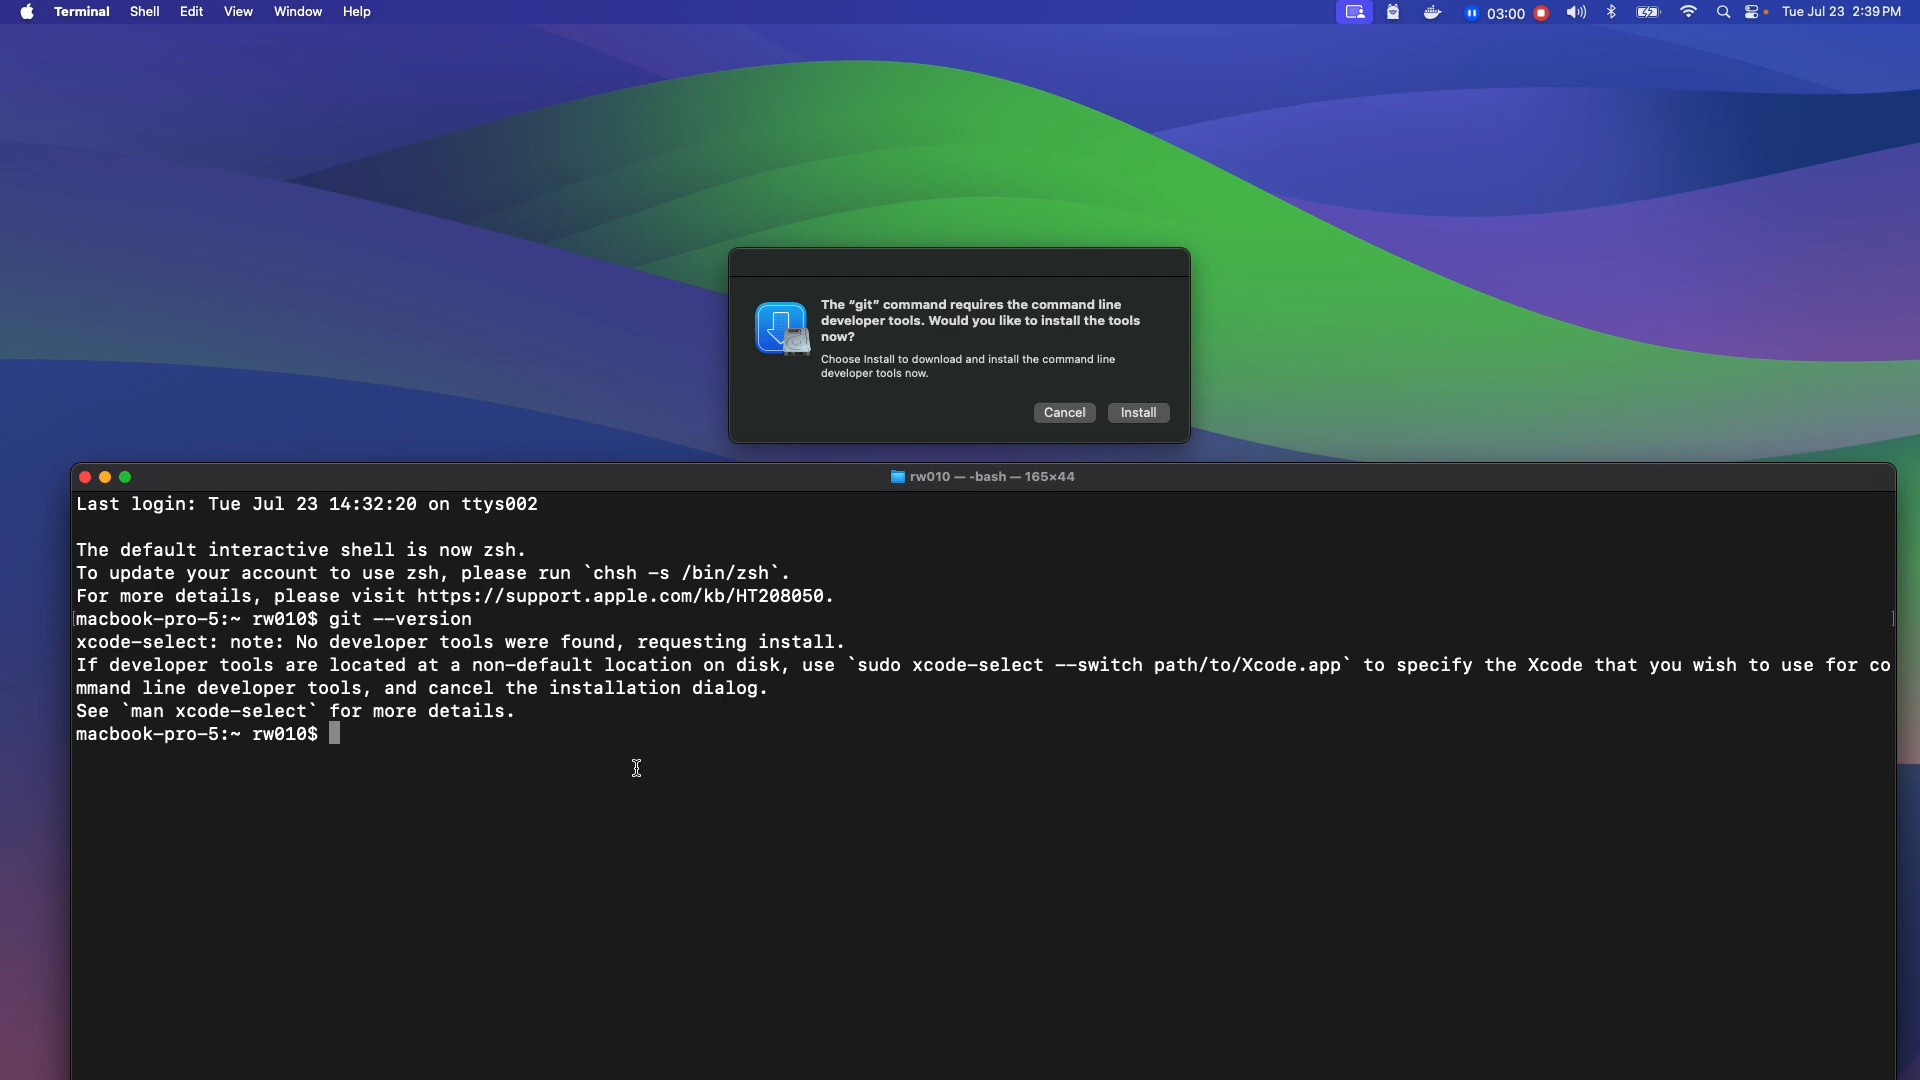 Terminal Shell Edit View Window Help 03:00 Tue Jul 23 2:39 PM
The “git” command requires the command line
developer tools. Would you like to install the tools
now?
Choose Install to download and install the command line
developer tools now.
Cancel Install
rw010 — -bash — 165×44
Last login: Tue Jul 23 14:32:20 on ttys002
The default interactive shell is now zsh.
To update your account to use zsh, please run `chsh -s /bin/zsh`.
For more details, please visit https://support.apple.com/kb/HT208050.
[macbook-pro-5:~ rw010$ git --version ]
xcode-select: note: No developer tools were found, requesting install.
If developer tools are located at a non-default location on disk, use `sudo xcode-select --switch path/to/Xcode.app` to specify the Xcode that you wish to use for co
mmand line developer tools, and cancel the installation dialog.
See `man xcode-select` for more details.
macbook-pro-5:~ rw010$